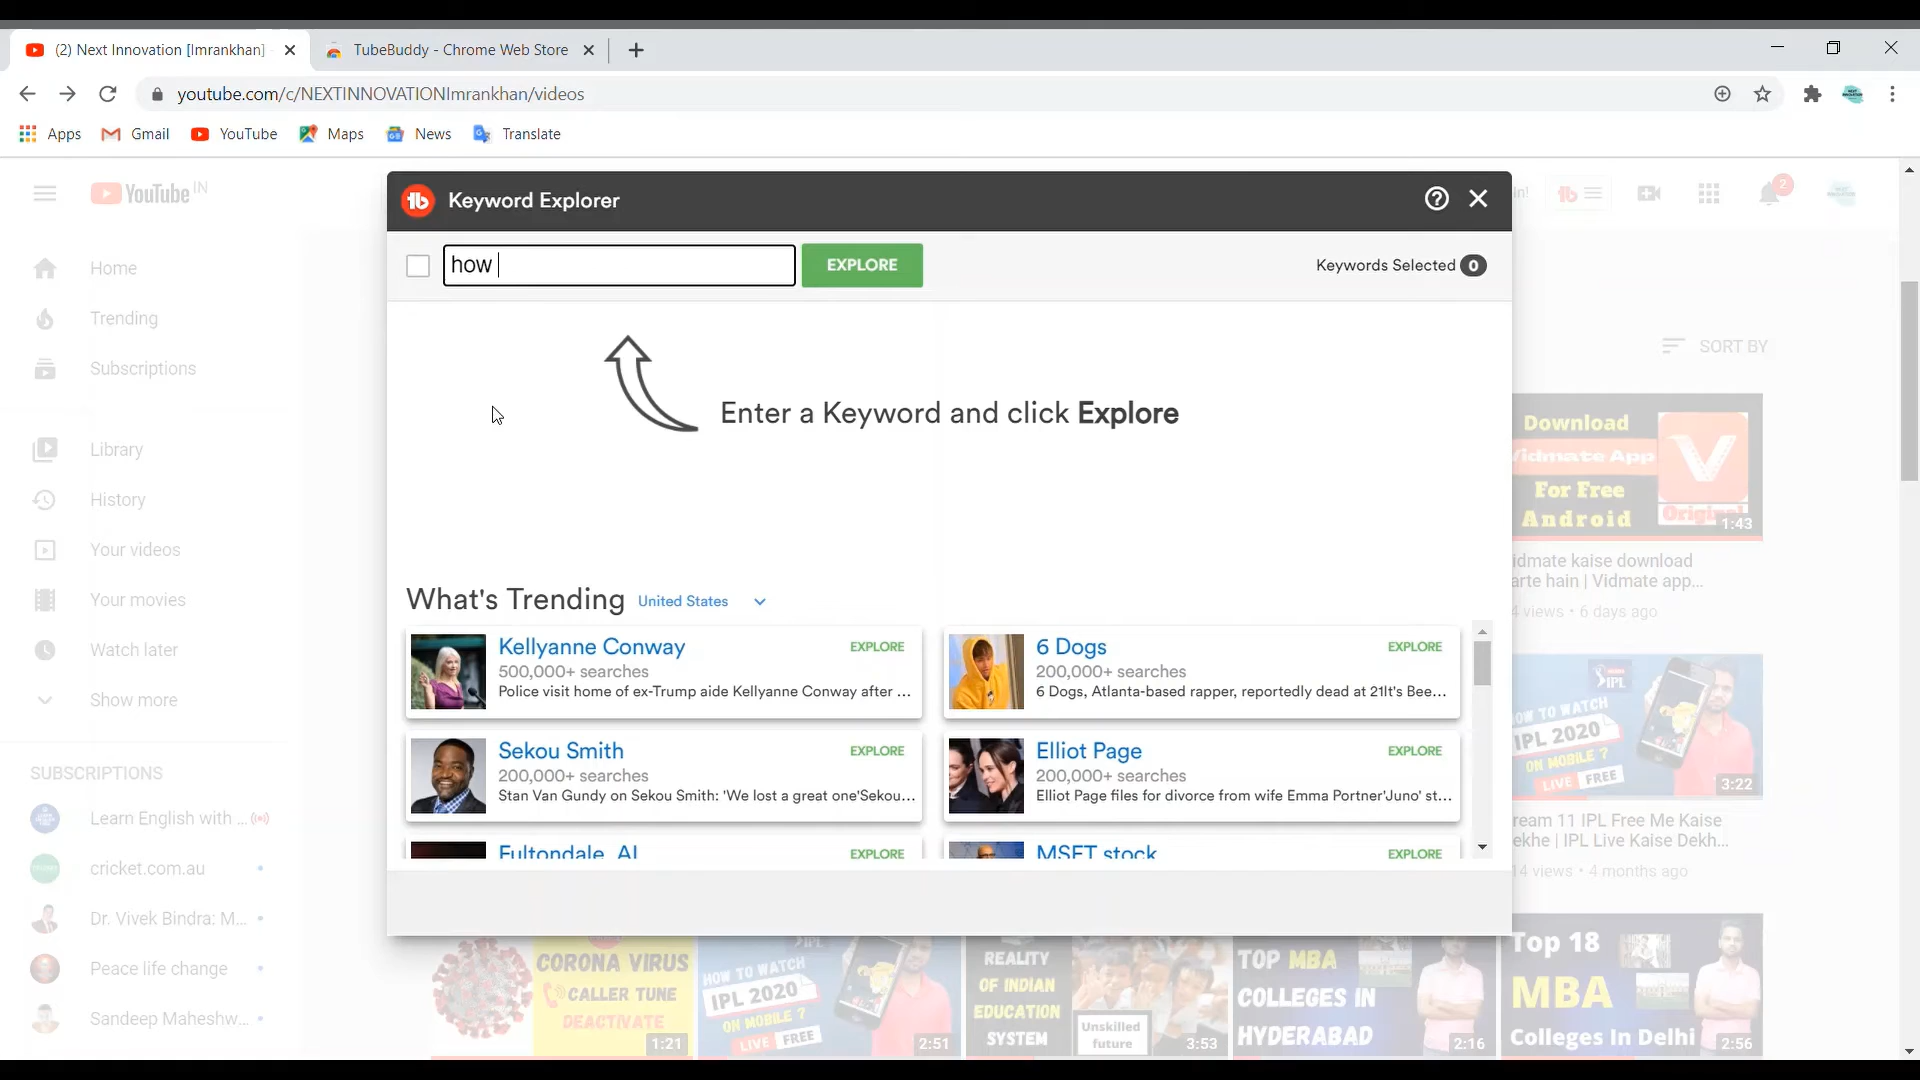 (2) Next Innovation [Imrankhan]
TubeBuddy - Chrome Web Store
youtube.com/c/NEXTINNOVATIONImrankhan/videos
Apps
Gmail
YouTube
Maps
News
Translate
YouTube IN
Home
Trending
Subscriptions
Library
History
Your videos
Your movies
Watch later
Show more
SUBSCRIPTIONS
Learn English with ...
cricket.com.au
Dr. Vivek Bindra: M...
Peace life change
Sandeep Maheshw...
tb Keyword Explorer
how
EXPLORE
Keywords Selected 0
Enter a Keyword and click Explore
What's Trending United States
Kellyanne Conway EXPLORE
500,000+ searches
Police visit home of ex-Trump aide Kellyanne Conway after ...
6 Dogs EXPLORE
200,000+ searches
6 Dogs, Atlanta-based rapper, reportedly dead at 21It's Bee...
Sekou Smith EXPLORE
200,000+ searches
Stan Van Gundy on Sekou Smith: 'We lost a great one'Sekou...
Elliot Page EXPLORE
200,000+ searches
Elliot Page files for divorce from wife Emma Portner'Juno' st...
Fultondale, AL EXPLORE
MSFT stock EXPLORE
in!
tb
2
SORT BY
Download
Vidmate App
For Free
Android
Original
1:43
idmate kaise download
arte hain | Vidmate app...
4 views • 6 days ago
IPL
OW TO WATCH
IPL 2020
ON MOBILE ?
LIVE FREE
3:22
ream 11 IPL Free Me Kaise
ekhe | IPL Live Kaise Dekh...
14 views • 4 months ago
CORONA VIRUS
CALLER TUNE
DEACTIVATE
1:21
IPL
HOW TO WATCH
IPL 2020
ON MOBILE ?
LIVE FREE
2:51
REALITY
OF INDIAN
EDUCATION
SYSTEM
Unskilled
future
3:53
TOP MBA
COLLEGES IN
HYDERABAD
2:16
Top 18
MBA
Colleges In Delhi
2:56